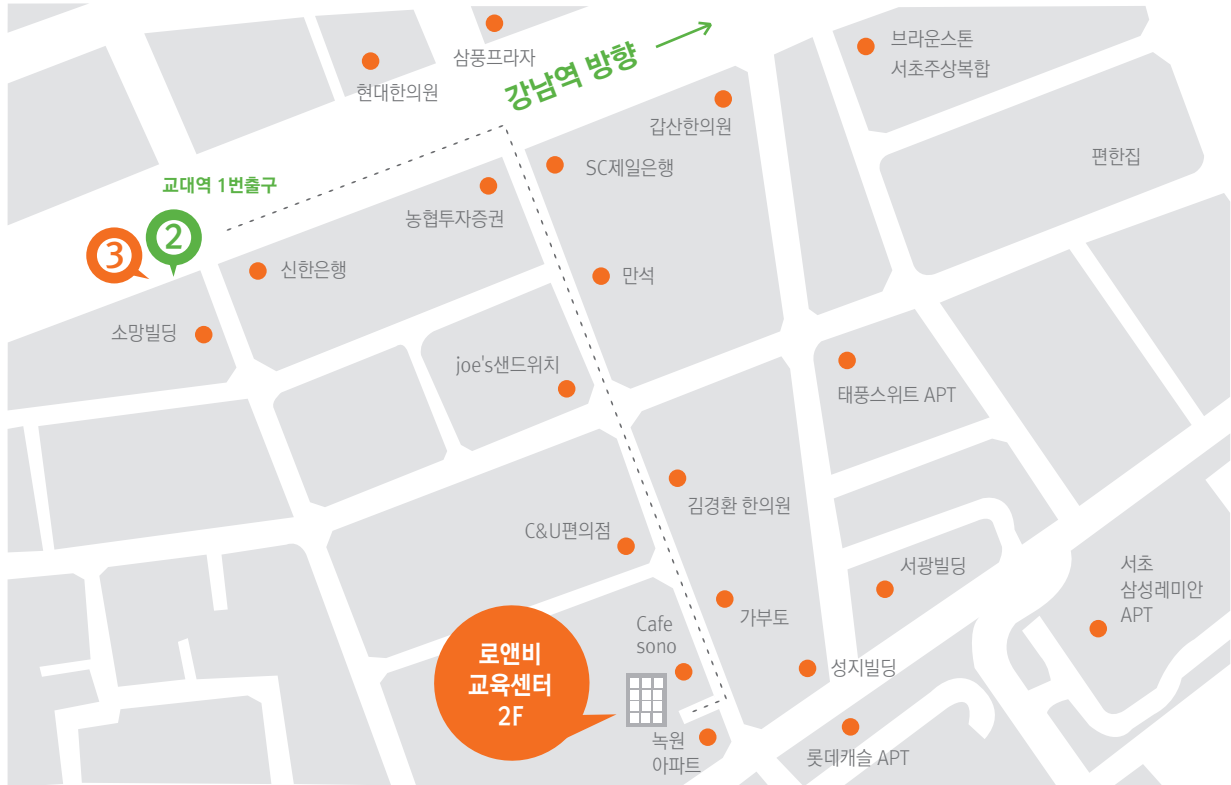 삼풍프라자
현대한의원
강남역 방향
브라운스톤
서초주상복합
갑산한의원
SC제일은행
편한집
교대역 1번출구
농협투자증권
3
2
신한은행
만석
소망빌딩
joe's샌드위치
태풍스위트 APT
김경환 한의원
C&U편의점
서광빌딩
서초
삼성레미안
APT
가부토
Cafe
sono
로앤비
교육센터
2F
성지빌딩
녹원
아파트
롯데캐슬 APT